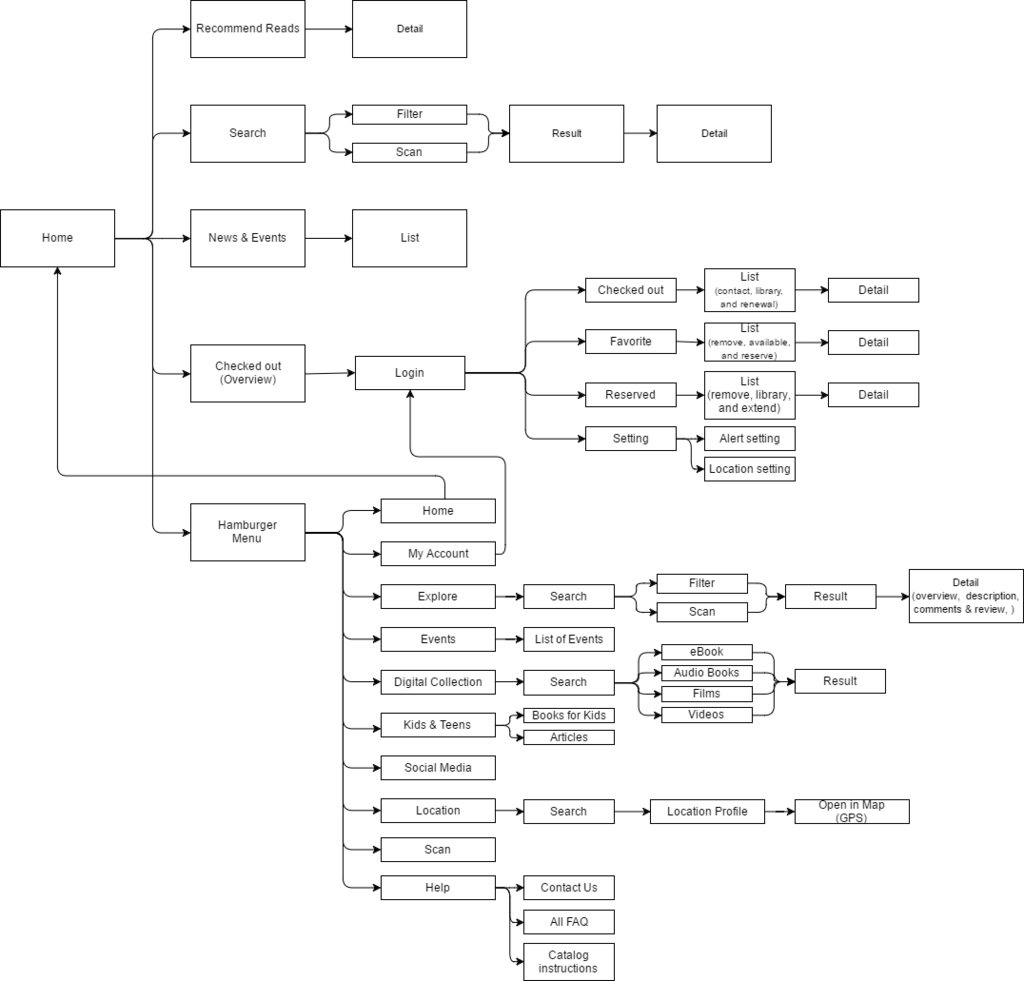 Recommend Reads
Detail
Search
Filter
Scan
Result
Detail
Home
News & Events
List
Checked out
(Overview)
Login
Checked out
List
(contact, library,
and renewal)
Detail
Favorite
List
(remove, available,
and reserve)
Detail
Reserved
List
(remove, library,
and extend)
Detail
Setting
Alert setting
Location setting
Hamburger
Menu
Home
My Account
Explore
Search
Filter
Scan
Result
Detail
(overview, description,
comments & review, )
Events
List of Events
Digital Collection
Search
eBook
Audio Books
Films
Videos
Result
Kids & Teens
Books for Kids
Articles
Social Media
Location
Search
Location Profile
Open in Map
(GPS)
Scan
Help
Contact Us
All FAQ
Catalog
instructions